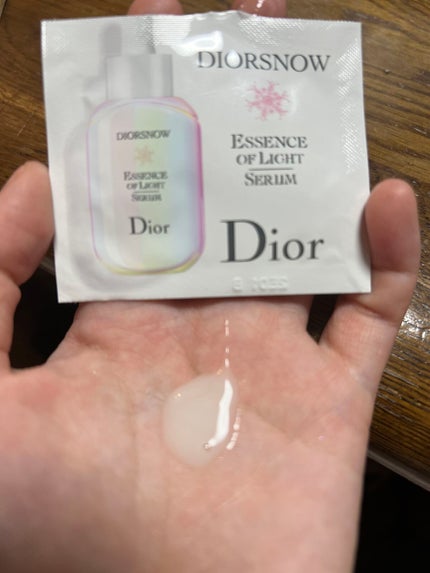 DIORSNOW
ESSENCE
OF LIGHT
SERUM
Dior
DIORSNOW
ESSENCE
OF LIGHT
SERUM
Dior